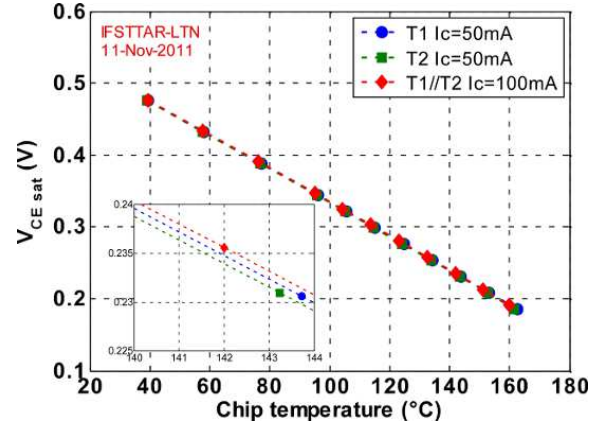 IFSTTAR-LTN
11-Nov-2011
T1 Ic=50mA
T2 Ic=50mA
T1//T2 Ic=100mA
V_CE sat (V)
0.6
0.5
0.4
0.3
0.2
0.1
0.24
0.235
0.23
0.225
140 141 142 143 144
20 40 60 80 100 120 140 160 180
Chip temperature (°C)